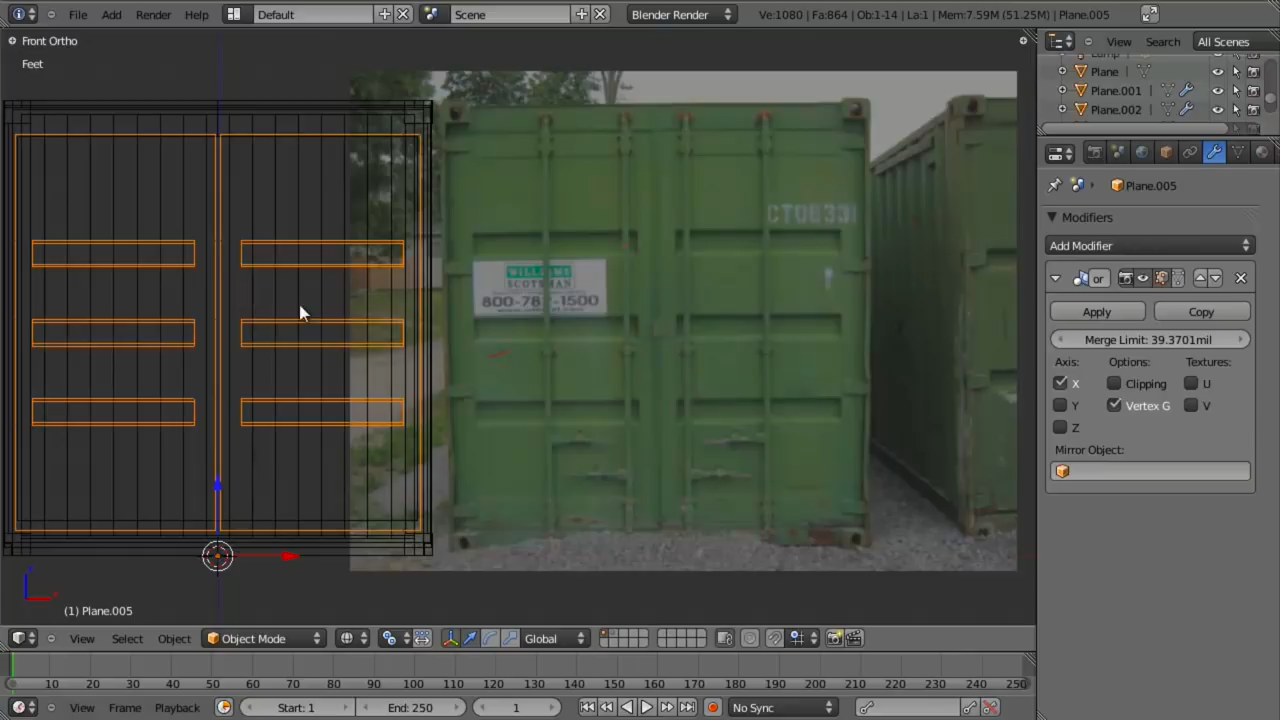 File Add Render Help Default Scene Blender Render Ve:1080 | Fa:864 | Ob:1-14 | La:1 | Mem:7.59M (51.25M) | Plane.005
Front Ortho
Feet
View Search All Scenes
Plane
Plane.001
Plane.002
Plane.005
Modifiers
Add Modifier
or
Apply Copy
Merge Limit: 39.3701mil
Axis: Options: Textures:
X Clipping U
Y Vertex G V
Z
Mirror Object:
WILLIAMS
SCOTSMAN
800-782-1500
(1) Plane.005
View Select Object Object Mode Global
10 20 30 40 50 60 70 80 90 100 110 120 130 140 150 160 170 180 190 200 210 220 230 240 250
View Frame Playback Start: 1 End: 250 1 No Sync